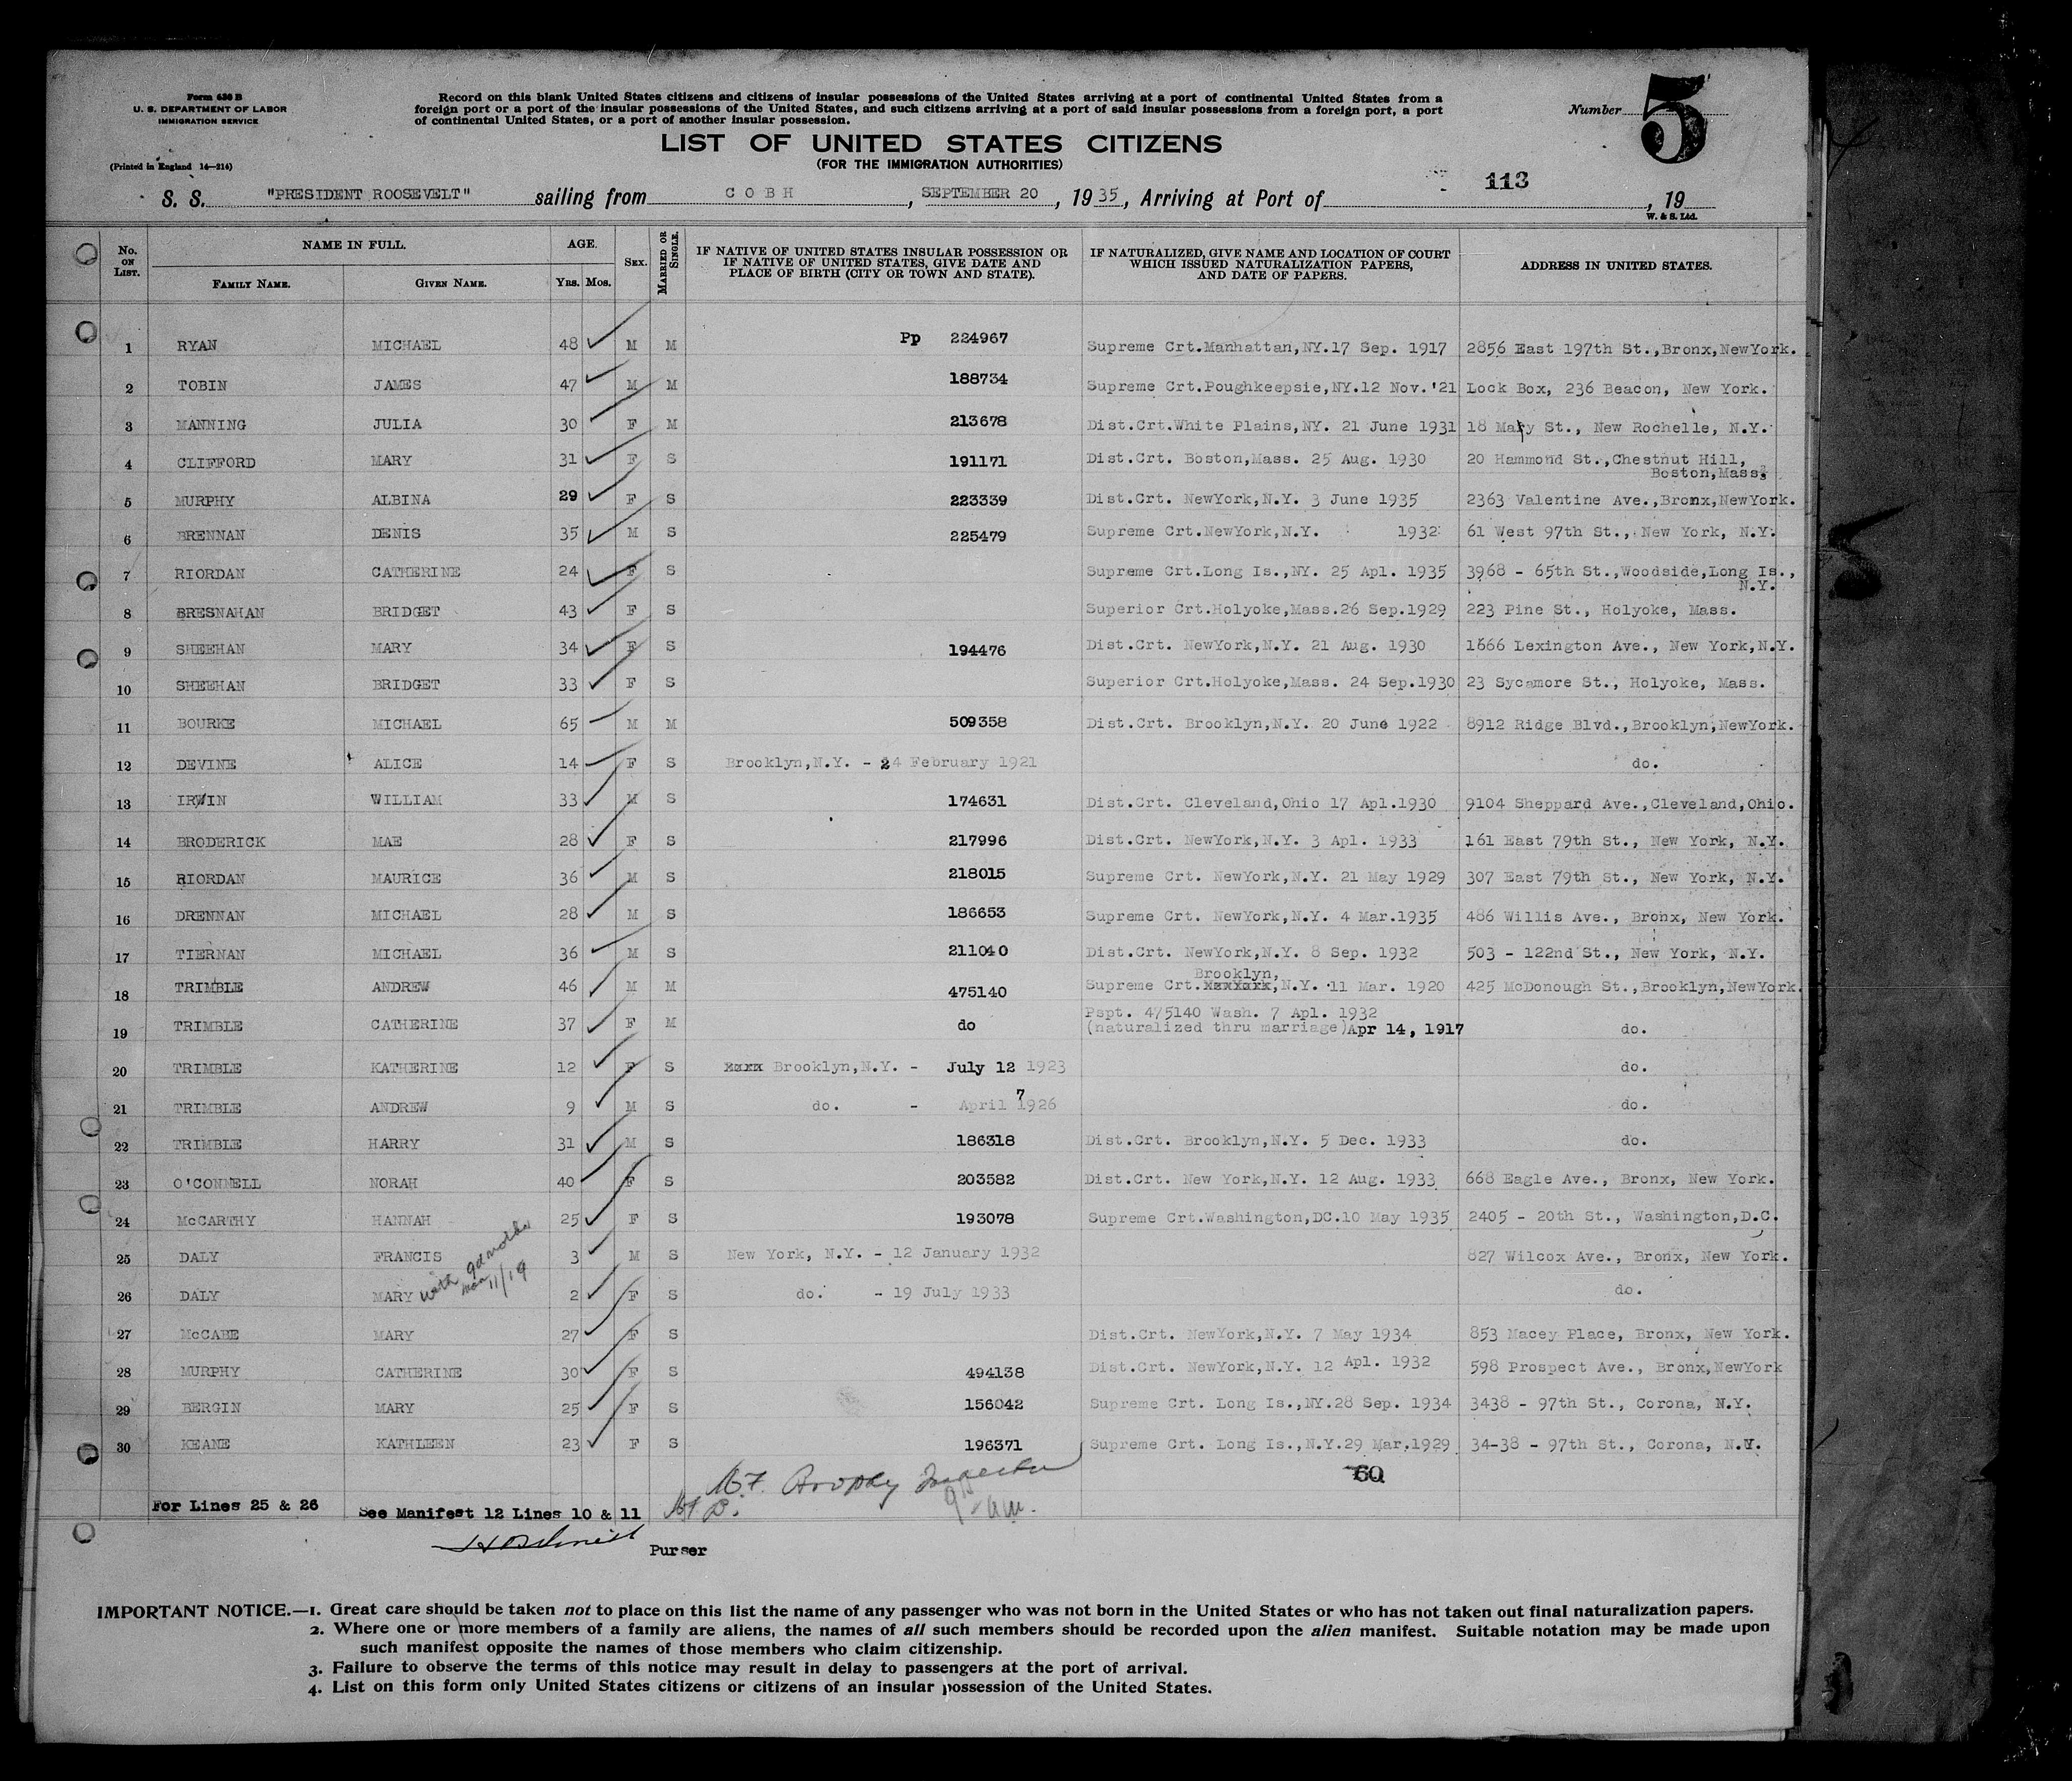 Form 630 B
U. S. DEPARTMENT OF LABOR
IMMIGRATION SERVICE
(Printed in England 14—214)
Record on this blank United States citizens and citizens of insular possessions of the United States arriving at a port of continental United States from a
foreign port or a port of the insular possessions of the United States, and such citizens arriving at a port of said insular possessions from a foreign port, a port
of continental United States, or a port of another insular possession.
Number 5
LIST OF UNITED STATES CITIZENS
(FOR THE IMMIGRATION AUTHORITIES)
113
S. S. "PRESIDENT ROOSEVELT" sailing from C O B H, SEPTEMBER 20, 1935, Arriving at Port of , 19
W. & S. Ltd.
No. ON LIST. NAME IN FULL. FAMILY NAME. GIVEN NAME. AGE. YRS. MOS. SEX. MARRIED OR SINGLE. IF NATIVE OF UNITED STATES INSULAR POSSESSION OR IF NATIVE OF UNITED STATES, GIVE DATE AND PLACE OF BIRTH (CITY OR TOWN AND STATE). IF NATURALIZED, GIVE NAME AND LOCATION OF COURT WHICH ISSUED NATURALIZATION PAPERS, AND DATE OF PAPERS. ADDRESS IN UNITED STATES.
1 RYAN MICHAEL 48 M M Pp 224967 Supreme Crt.Manhattan,NY.17 Sep. 1917 2856 East 197th St.,Bronx,NewYork.
2 TOBIN JAMES 47 M M 188734 Supreme Crt.Poughkeepsie,NY.12 Nov.'21 Lock Box, 236 Beacon, New York.
3 MANNING JULIA 30 F M 213678 Dist.Crt.White Plains,NY. 21 June 1931 18 Mary St., New Rochelle, N.Y.
4 CLIFFORD MARY 31 F S 191171 Dist.Crt. Boston,Mass. 25 Aug. 1930 20 Hammond St.,Chestnut Hill,
Boston,Mass.
5 MURPHY ALBINA 29 F S 223339 Dist.Crt. NewYork,N.Y. 3 June 1935 2363 Valentine Ave.,Bronx,NewYork.
6 BRENNAN DENIS 35 M S 225479 Supreme Crt.NewYork,N.Y. 1932 61 West 97th St., New York, N.Y.
7 RIORDAN CATHERINE 24 F S Supreme Crt.Long Is.,NY. 25 Apl. 1935 3968 - 65th St.,Woodside,Long Is.,
N.Y.
8 BRESNAHAN BRIDGET 43 F S Superior Crt.Holyoke,Mass.26 Sep.1929 223 Pine St., Holyoke, Mass.
9 SHEEHAN MARY 34 F S 194476 Dist.Crt. NewYork,N.Y. 21 Aug. 1930 1666 Lexington Ave., New York,N.Y.
10 SHEEHAN BRIDGET 33 F S Superior Crt.Holyoke,Mass. 24 Sep.1930 23 Sycamore St., Holyoke, Mass.
11 BOURKE MICHAEL 65 M M 509358 Dist.Crt. Brooklyn,N.Y. 20 June 1922 8912 Ridge Blvd.,Brooklyn,NewYork.
12 DEVINE ALICE 14 F S Brooklyn,N.Y. - 24 February 1921 do.
13 IRWIN WILLIAM 33 M S 174631 Dist.Crt. Cleveland,Ohio 17 Apl.1930 9104 Sheppard Ave.,Cleveland,Ohio.
14 BRODERICK MAE 28 F S 217996 Dist.Crt. NewYork,N.Y. 3 Apl. 1933 161 East 79th St., New York, N.Y.
15 RIORDAN MAURICE 36 M S 218015 Supreme Crt. NewYork,N.Y. 21 May 1929 307 East 79th St., New York, N.Y.
16 DRENNAN MICHAEL 28 M S 186653 Supreme Crt. NewYork,N.Y. 4 Mar.1935 486 Willis Ave., Bronx, New York.
17 TIERNAN MICHAEL 36 M S 211040 Dist.Crt. NewYork,N.Y. 8 Sep. 1932 503 - 122nd St., New York, N.Y.
Brooklyn,
18 TRIMBLE ANDREW 46 M M 475140 Supreme Crt.xxxxxxx,N.Y. 11 Mar. 1920 425 McDonough St.,Brooklyn,NewYork.
Pspt. 475140 Wash. 7 Apl. 1932
19 TRIMBLE CATHERINE 37 F M do (naturalized thru marriage)Apr 14, 1917 do.
20 TRIMBLE KATHERINE 12 F S xxxx Brooklyn,N.Y. - July 12 1923 do.
21 TRIMBLE ANDREW 9 M S do. - April 7 1926 do.
22 TRIMBLE HARRY 31 M S 186318 Dist.Crt. Brooklyn,N.Y. 5 Dec. 1933 do.
23 O'CONNELL NORAH 40 F S 203582 Dist.Crt. New York,N.Y. 12 Aug. 1933 668 Eagle Ave., Bronx, New York.
24 McCARTHY HANNAH 25 F S 193078 Supreme Crt.Washington,DC.10 May 1935 2405 - 20th St., Washington,D.C.
25 DALY FRANCIS 3 M S New York, N.Y. - 12 January 1932 827 Wilcox Ave., Bronx, New York.
with gdmother
11/19
26 DALY MARY 2 F S do. - 19 July 1933 do.
27 McCABE MARY 27 F S Dist.Crt. NewYork,N.Y. 7 May 1934 853 Macey Place, Bronx, New York.
28 MURPHY CATHERINE 30 F S 494138 Dist.Crt. NewYork,N.Y. 12 Apl. 1932 598 Prospect Ave., Bronx,NewYork
29 BERGIN MARY 25 F S 156042 Supreme Crt. Long Is.,NY.28 Sep. 1934 3438 - 97th St., Corona, N.Y.
30 KEANE KATHLEEN 23 F S 196371 Supreme Crt. Long Is.,N.Y.29 Mar.1929 34-38 - 97th St., Corona, N.Y.
60
Brophy Inspector
9 am.
For Lines 25 & 26 See Manifest 12 Lines 10 & 11
Purser
IMPORTANT NOTICE.—1. Great care should be taken not to place on this list the name of any passenger who was not born in the United States or who has not taken out final naturalization papers.
2. Where one or more members of a family are aliens, the names of all such members should be recorded upon the alien manifest. Suitable notation may be made upon
such manifest opposite the names of those members who claim citizenship.
3. Failure to observe the terms of this notice may result in delay to passengers at the port of arrival.
4. List on this form only United States citizens or citizens of an insular possession of the United States.